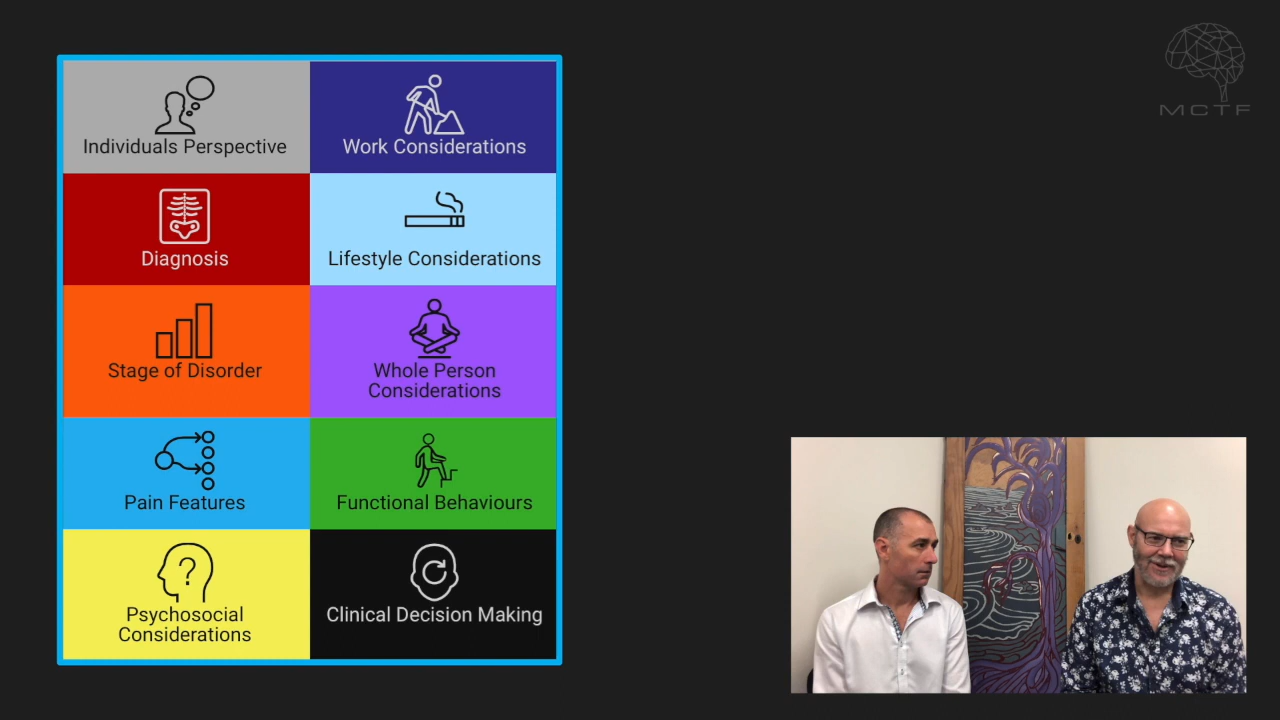 MCTF
Individuals Perspective
Work Considerations
Diagnosis
Lifestyle Considerations
Stage of Disorder
Whole Person
Considerations
Pain Features
Functional Behaviours
?
Psychosocial
Considerations
Clinical Decision Making